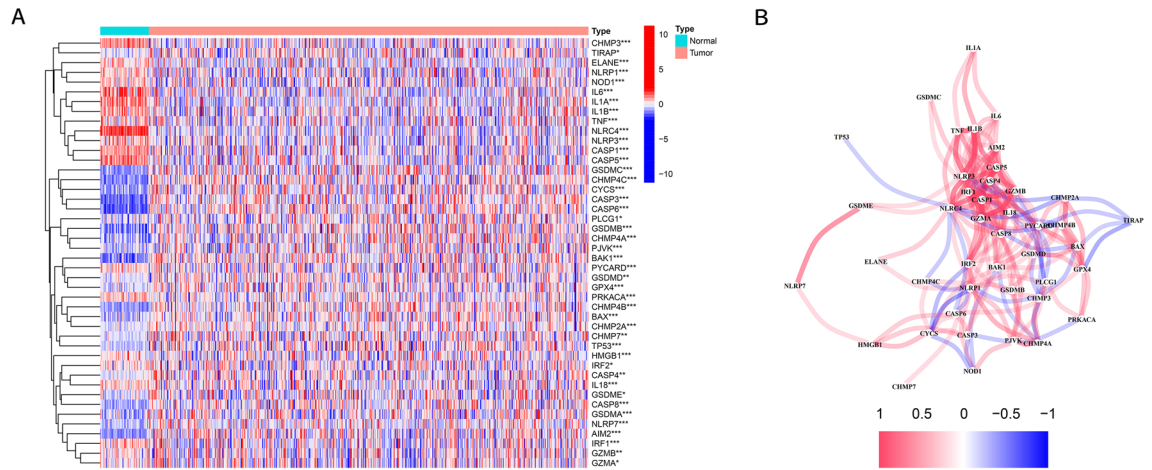 A
Type
CHMP3***
TIRAP*
ELANE***
NLRP1***
NOD1***
IL6***
IL1A***
IL1B***
TNF***
NLRC4***
NLRP3***
CASP1***
CASP5***
GSDMC***
CHMP4C***
CYCS***
CASP3***
CASP6***
PLCG1*
GSDMB***
CHMP4A***
PJVK***
BAK1***
PYCARD***
GSDMD**
GPX4***
PRKACA***
CHMP4B***
BAX***
CHMP2A***
CHMP7**
TP53***
HMGB1***
IRF2*
CASP4**
IL18***
GSDME*
CASP8***
GSDMA***
NLRP7***
AIM2***
IRF1***
GZMB**
GZMA*
10
5
0
−5
−10
Type
Normal
Tumor
B
IL1A
GSDMC
IL6
TNF
IL1B
TP53
AIM2
CASP5
NLRP3
CASP4
IRF1
GZMB
CASP1
CHMP2A
GSDME
NLRC4
IL18
GZMA
TIRAP
PYCARD
CHMP4B
CASP8
BAX
GSDMD
ELANE
IRF2
BAK1
GPX4
NLRP7
CHMP4C
PLCG1
NLRP1
GSDMB
CHMP3
CASP6
PRKACA
CYCS
CASP3
PJVK
CHMP4A
HMGB1
NOD1
CHMP7
1 0.5 0 −0.5 −1